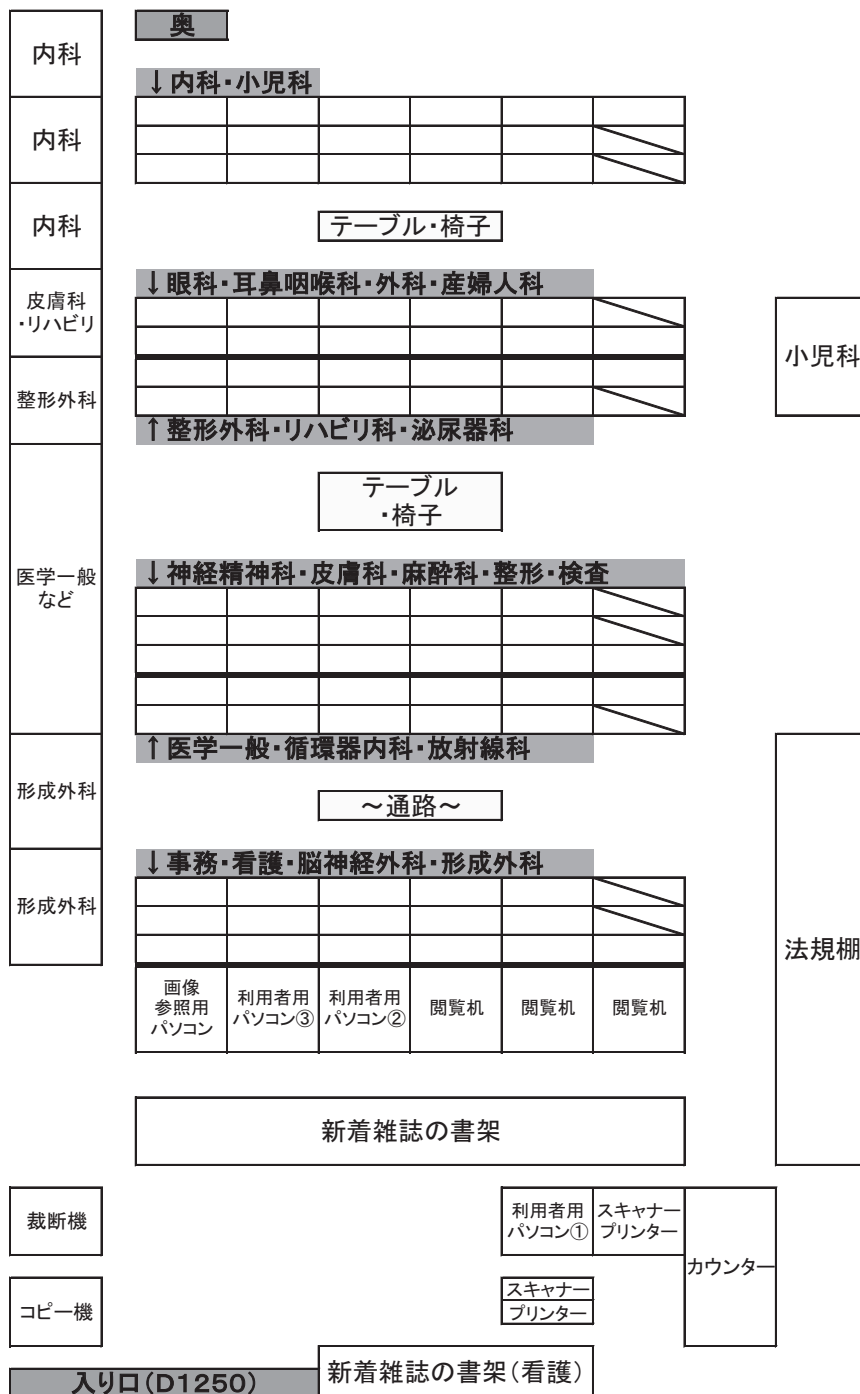 奥
内科
↓内科・小児科
内科
内科
テーブル・椅子
↓眼科・耳鼻咽喉科・外科・産婦人科
皮膚科
・リハビリ
小児科
整形外科
↑整形外科・リハビリ科・泌尿器科
テーブル
・椅子
医学一般
など
↓神経精神科・皮膚科・麻酔科・整形・検査
↑医学一般・循環器内科・放射線科
形成外科
～通路～
↓事務・看護・脳神経外科・形成外科
形成外科
法規棚
画像
参照用
パソコン
利用者用
パソコン③
利用者用
パソコン②
閲覧机
閲覧机
閲覧机
新着雑誌の書架
裁断機
利用者用
パソコン①
スキャナー
プリンター
カウンター
コピー機
スキャナー
プリンター
新着雑誌の書架(看護)
入り口(D1250)